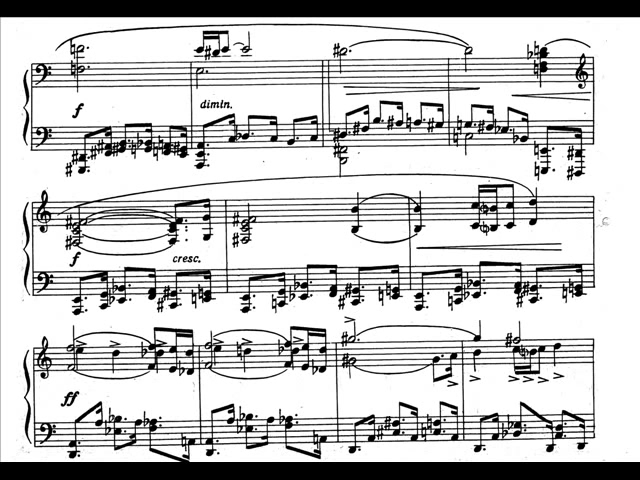 f
dimin.
f
cresc.
ff